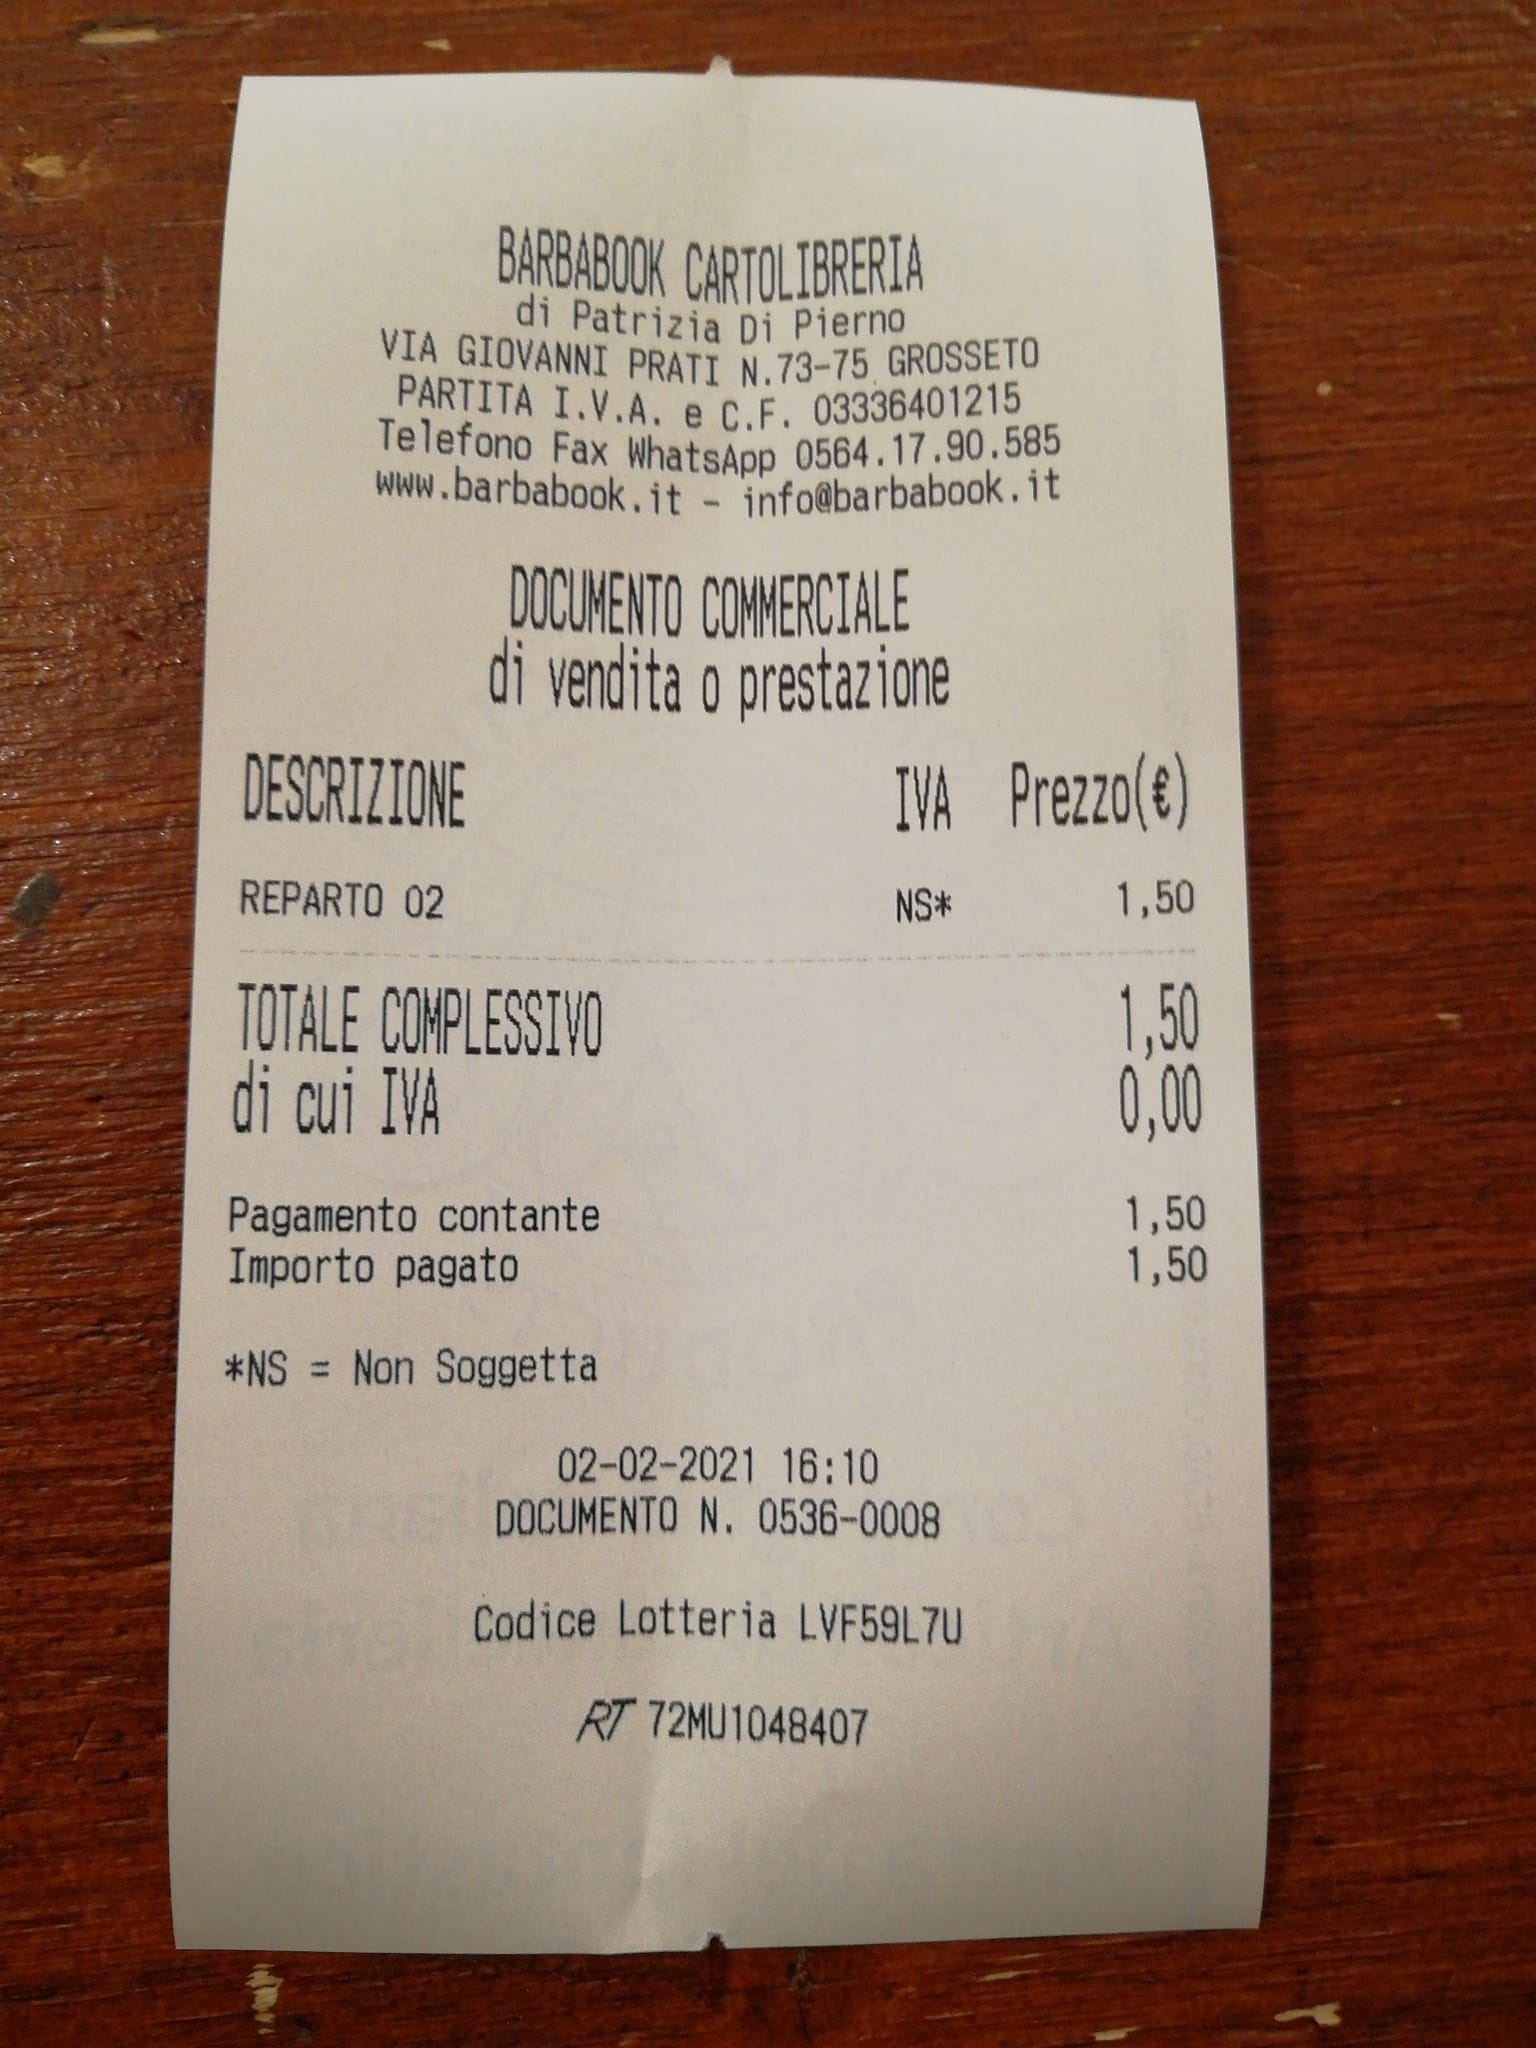 BARBABOOK CARTOLIBRERIA
di Patrizia Di Pierno
VIA GIOVANNI PRATI N.73-75 GROSSETO
PARTITA I.V.A. e C.F. 03336401215
Telefono Fax WhatsApp 0564.17.90.585
www.barbabook.it - info@barbabook.it
DOCUMENTO COMMERCIALE
di vendita o prestazione
DESCRIZIONE IVA Prezzo(€)
REPARTO 02 NS* 1,50
TOTALE COMPLESSIVO 1,50
di cui IVA 0,00
Pagamento contante 1,50
Importo pagato 1,50
*NS = Non Soggetta
02-02-2021 16:10
DOCUMENTO N. 0536-0008
Codice Lotteria LVF59L7U
RT 72MU1048407